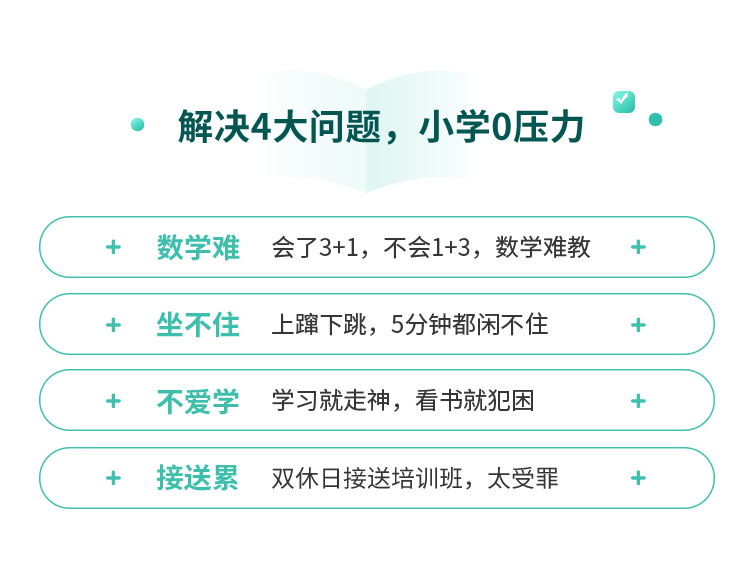 解决4大问题，小学0压力
+ 数学难 会了3+1，不会1+3，数学难教 +
+ 坐不住 上蹿下跳，5分钟都闲不住 +
+ 不爱学 学习就走神，看书就犯困 +
+ 接送累 双休日接送培训班，太受罪 +